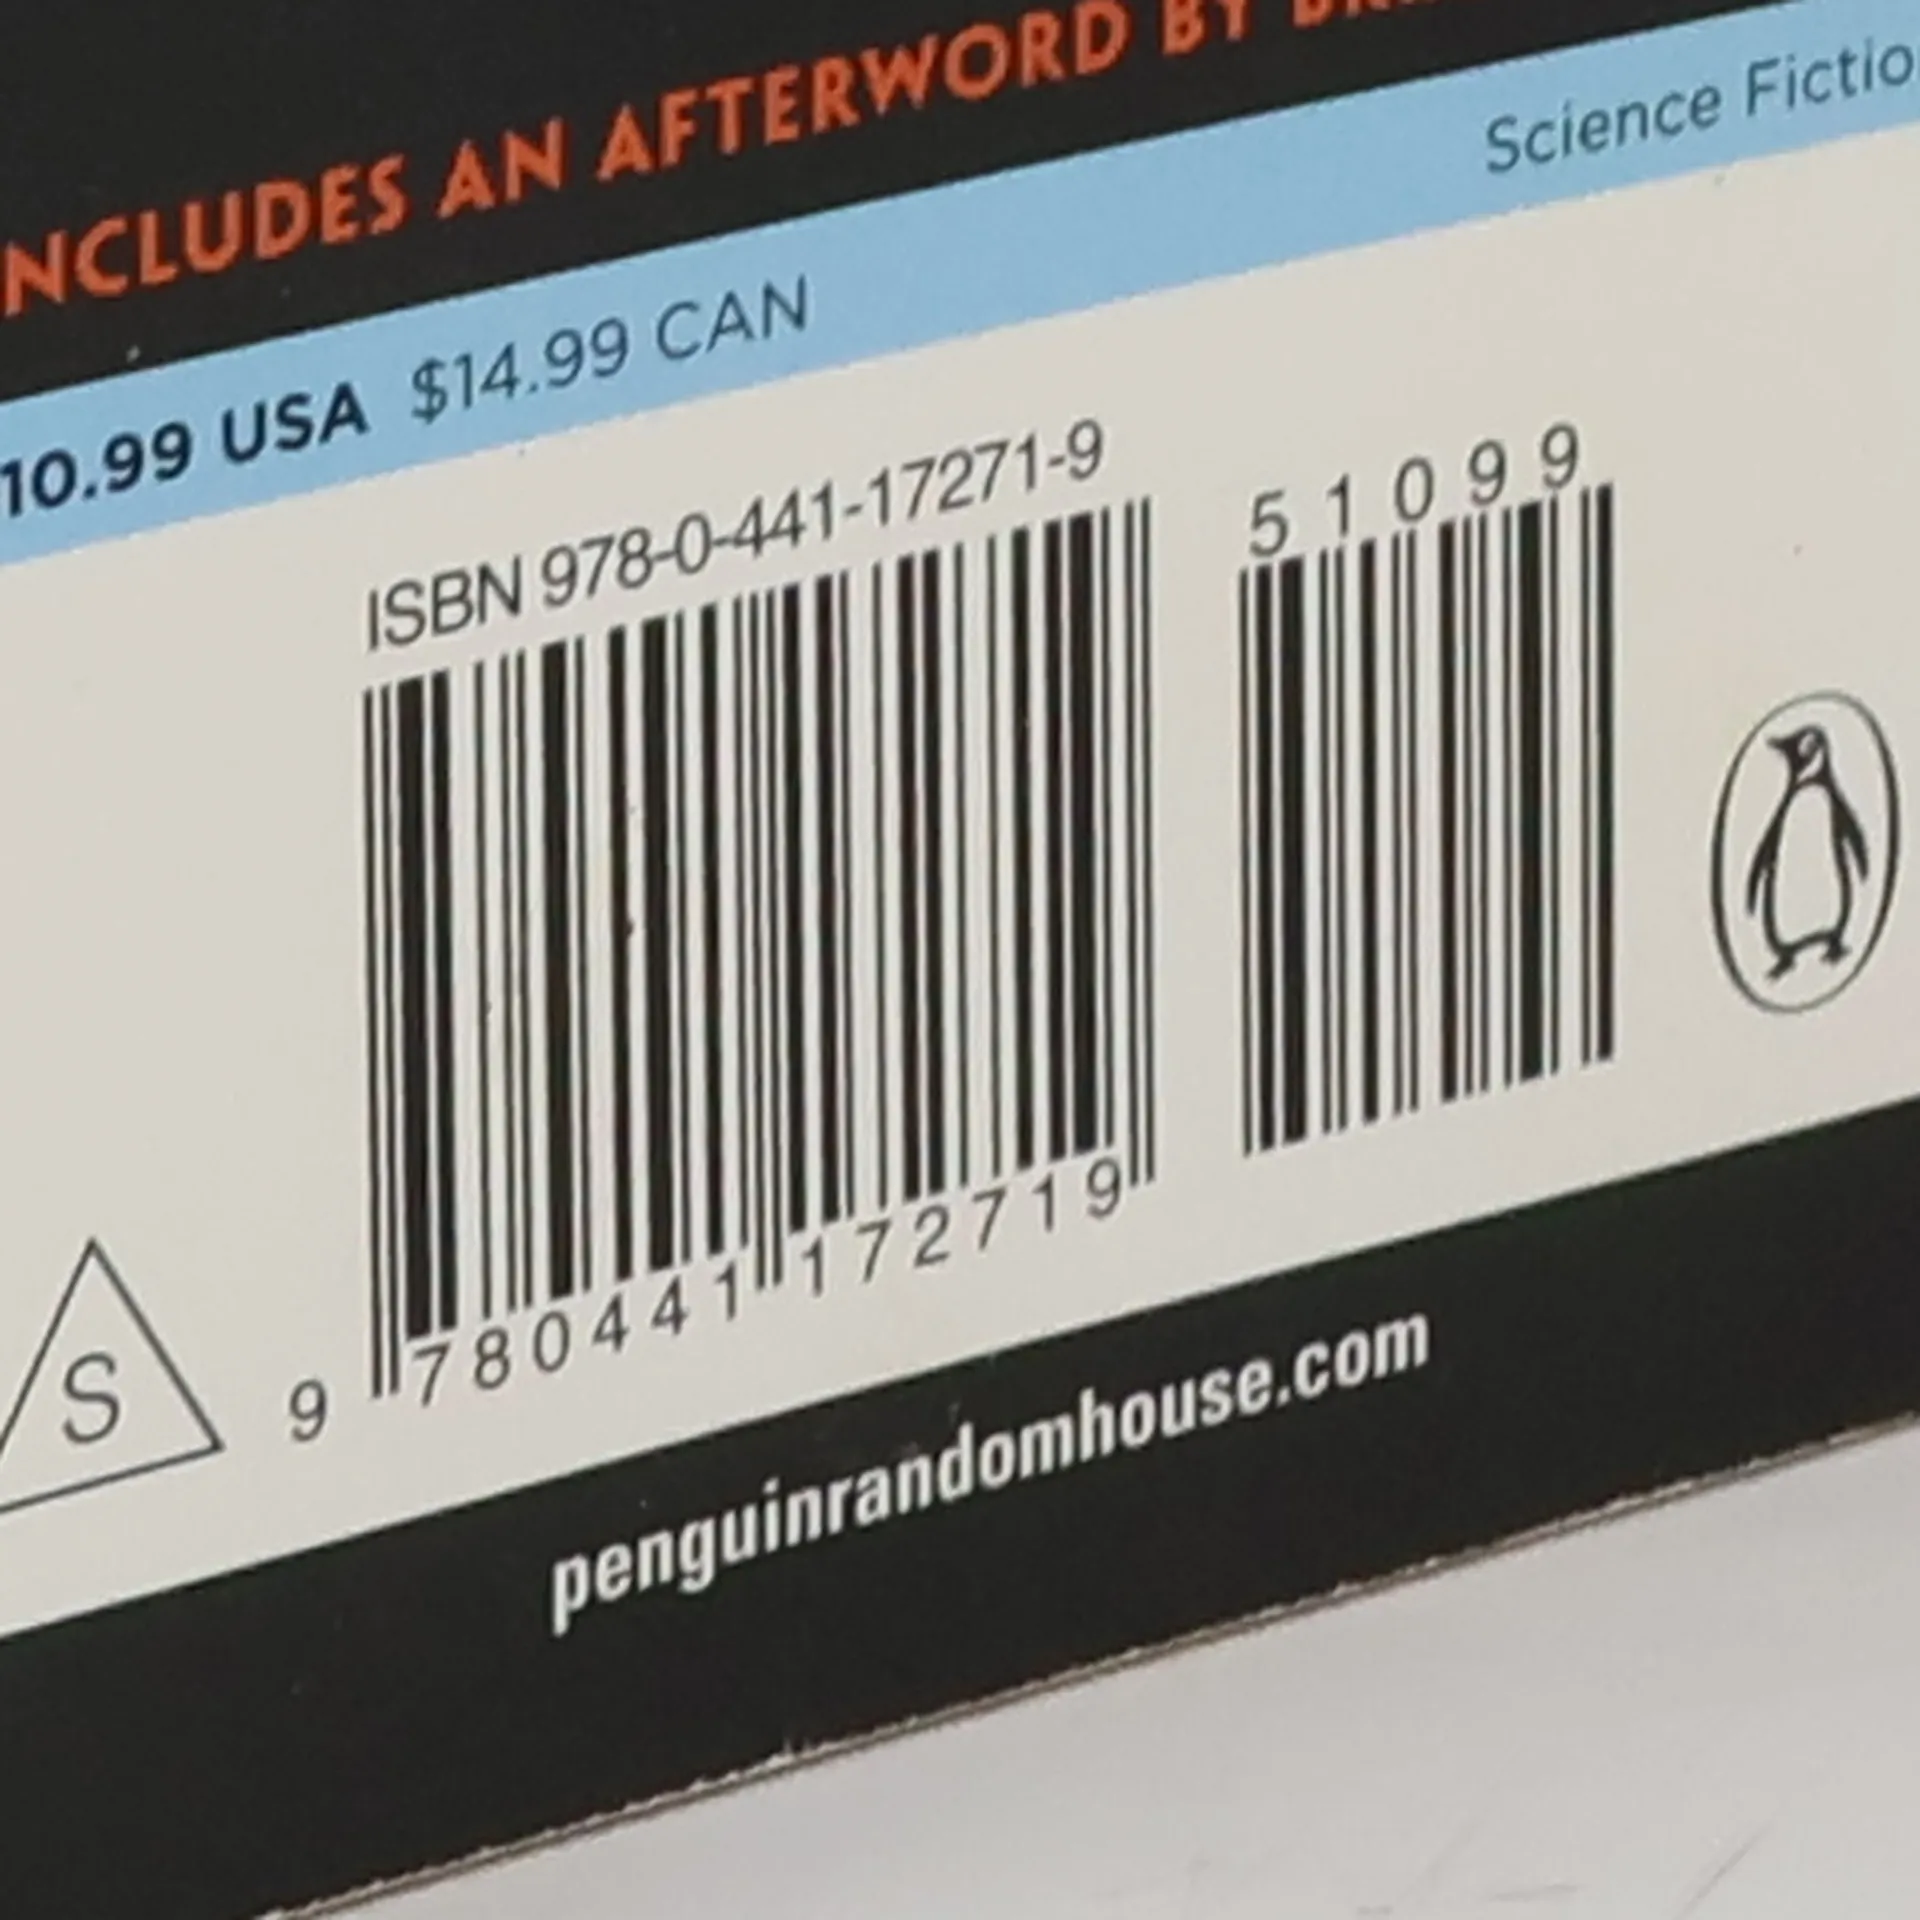 NCLUDES AN AFTERWORD BY
Science Fictio
10.99 USA $14.99 CAN
ISBN 978-0-441-17271-9
5 1 0 9 9
9 780441 172719
S
penguinrandomhouse.com